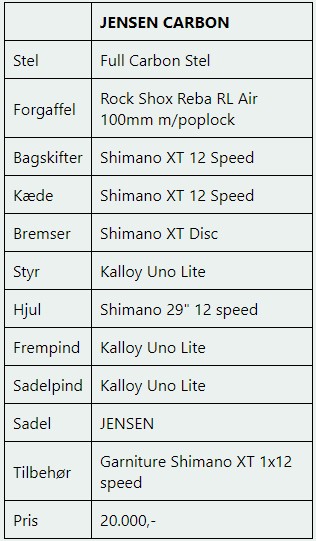 JENSEN CARBON
Stel Full Carbon Stel
Forgaffel Rock Shox Reba RL Air
100mm m/poplock
Bagskifter Shimano XT 12 Speed
Kæde Shimano XT 12 Speed
Bremser Shimano XT Disc
Styr Kalloy Uno Lite
Hjul Shimano 29" 12 speed
Frempind Kalloy Uno Lite
Sadelpind Kalloy Uno Lite
Sadel JENSEN
Tilbehør Garniture Shimano XT 1x12
speed
Pris 20.000,-